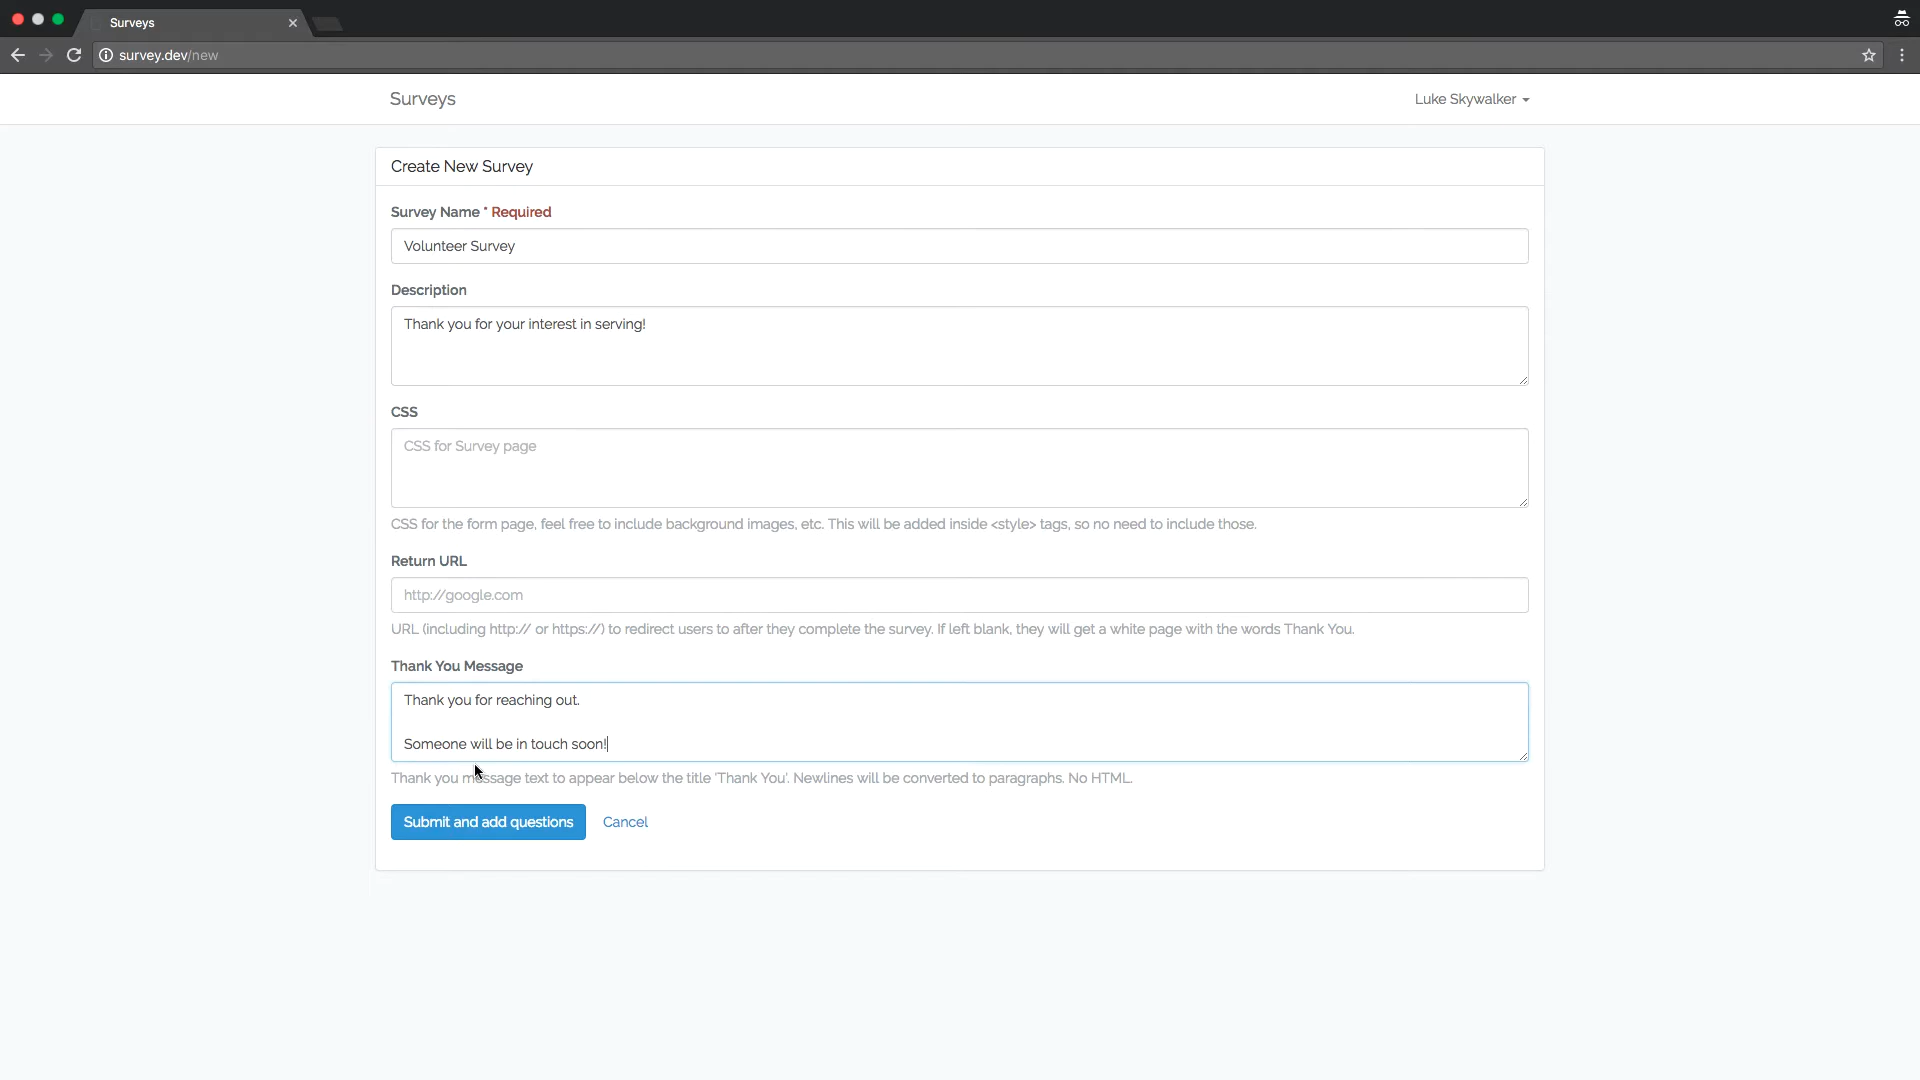 Surveys
survey.dev/new
Surveys
Luke Skywalker
Create New Survey
Survey Name * Required
Volunteer Survey
Description
Thank you for your interest in serving!
CSS
CSS for Survey page
CSS for the form page, feel free to include background images, etc. This will be added inside <style> tags, so no need to include those.
Return URL
http://google.com
URL (including http:// or https://) to redirect users to after they complete the survey. If left blank, they will get a white page with the words Thank You.
Thank You Message
Thank you for reaching out.
Someone will be in touch soon!
Thank you message text to appear below the title 'Thank You'. Newlines will be converted to paragraphs. No HTML.
Submit and add questions
Cancel